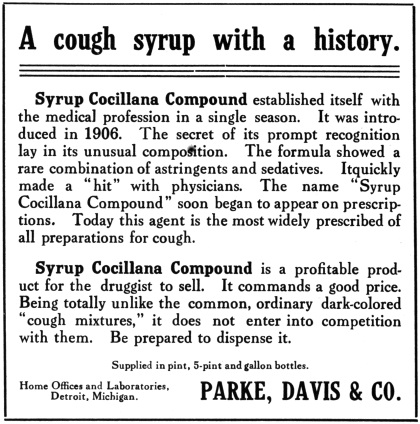 A cough syrup with a history.
Syrup Cocillana Compound established itself with
the medical profession in a single season. It was intro-
duced in 1906. The secret of its prompt recognition
lay in its unusual composition. The formula showed a
rare combination of astringents and sedatives. Itquickly
made a "hit" with physicians. The name "Syrup
Cocillana Compound" soon began to appear on prescrip-
tions. Today this agent is the most widely prescribed of
all preparations for cough.
Syrup Cocillana Compound is a profitable prod-
uct for the druggist to sell. It commands a good price.
Being totally unlike the common, ordinary dark-colored
"cough mixtures," it does not enter into competition
with them. Be prepared to dispense it.
Supplied in pint, 5-pint and gallon bottles.
Home Offices and Laboratories,
Detroit, Michigan.
PARKE, DAVIS & CO.